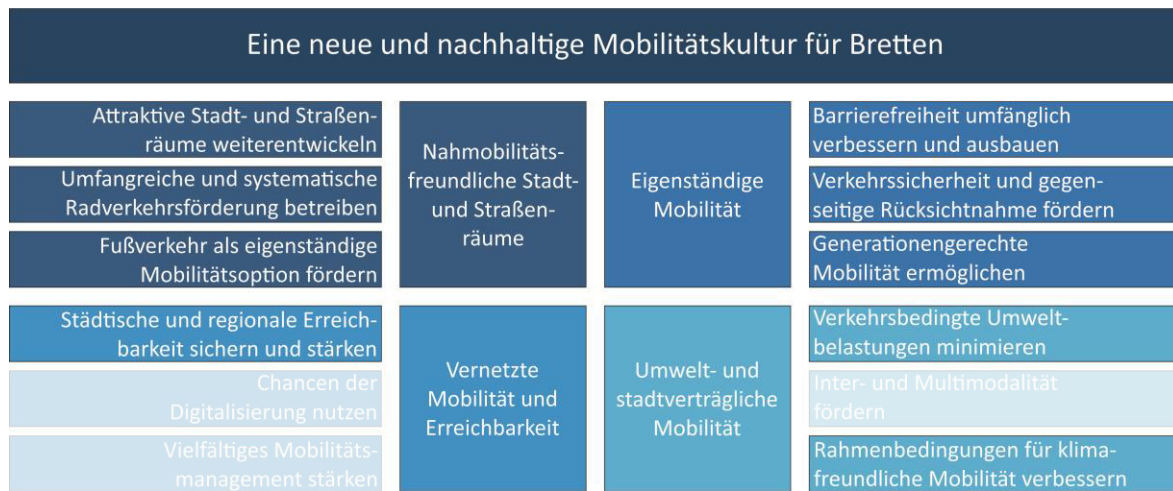 Eine neue und nachhaltige Mobilitätskultur für Bretten
Attraktive Stadt- und Straßen-
räume weiterentwickeln
Umfangreiche und systematische
Radverkehrsförderung betreiben
Fußverkehr als eigenständige
Mobilitätsoption fördern
Nahmobilitäts-
freundliche Stadt-
und Straßen-
räume
Eigenständige
Mobilität
Barrierefreiheit umfänglich
verbessern und ausbauen
Verkehrssicherheit und gegen-
seitige Rücksichtnahme fördern
Generationengerechte
Mobilität ermöglichen
Städtische und regionale Erreich-
barkeit sichern und stärken
Chancen der
Digitalisierung nutzen
Vielfältiges Mobilitäts-
management stärken
Vernetzte
Mobilität und
Erreichbarkeit
Umwelt- und
stadtverträgliche
Mobilität
Verkehrsbedingte Umwelt-
belastungen minimieren
Inter- und Multimodalität
fördern
Rahmenbedingungen für klima-
freundliche Mobilität verbessern